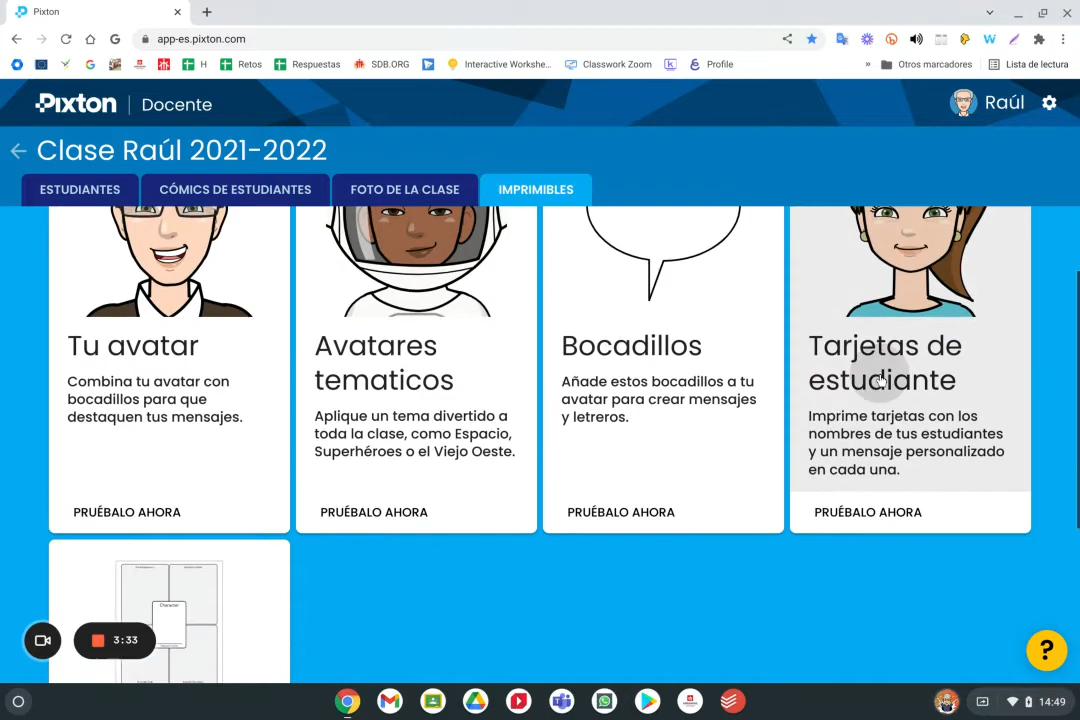 Pixton
app-es.pixton.com
H
Retos
Respuestas
SDB.ORG
Interactive Workshe...
Classwork Zoom
Profile
»
Otros marcadores
Lista de lectura
Pixton
Docente
Raúl
Clase Raúl 2021-2022
ESTUDIANTES
CÓMICS DE ESTUDIANTES
FOTO DE LA CLASE
IMPRIMIBLES
Tu avatar
Combina tu avatar con
bocadillos para que
destaquen tus mensajes.
PRUÉBALO AHORA
Avatares
tematicos
Aplique un tema divertido a
toda la clase, como Espacio,
Superhéroes o el Viejo Oeste.
PRUÉBALO AHORA
Bocadillos
Añade estos bocadillos a tu
avatar para crear mensajes
y letreros.
PRUÉBALO AHORA
Tarjetas de
estudiante
Imprime tarjetas con los
nombres de tus estudiantes
y un mensaje personalizado
en cada una.
PRUÉBALO AHORA
Character
3:33
?
14:49